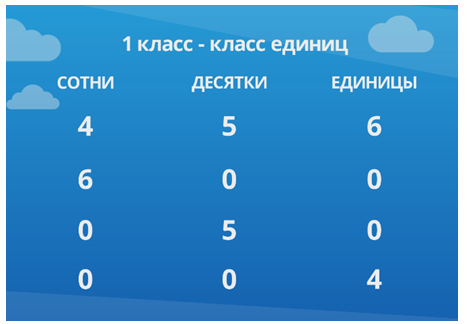 1 класс - класс единиц
СОТНИ ДЕСЯТКИ ЕДИНИЦЫ
4 5 6
6 0 0
0 5 0
0 0 4